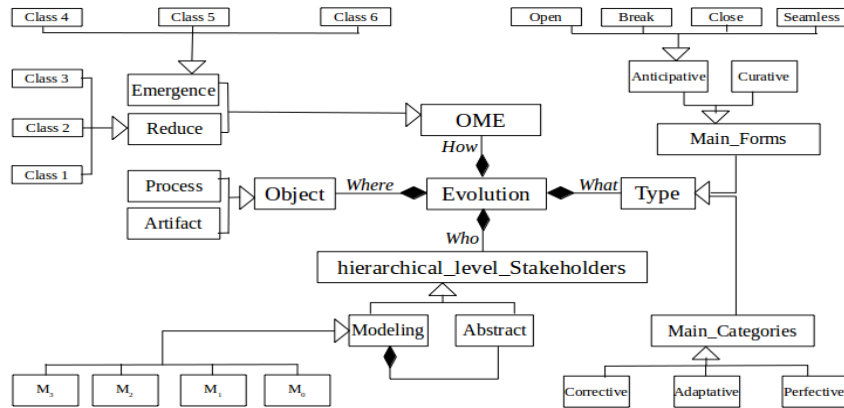 Class 4
Class 5
Class 6
Open
Break
Close
Seamless
Class 3
Emergence
Anticipative
Curative
Class 2
Reduce
OME
Main_Forms
How
Class 1
Process
Object
Where
Evolution
What
Type
Artifact
Who
hierarchical_level_Stakeholders
Modeling
Abstract
Main_Categories
M₃
M₂
M₁
M₀
Corrective
Adaptative
Perfective